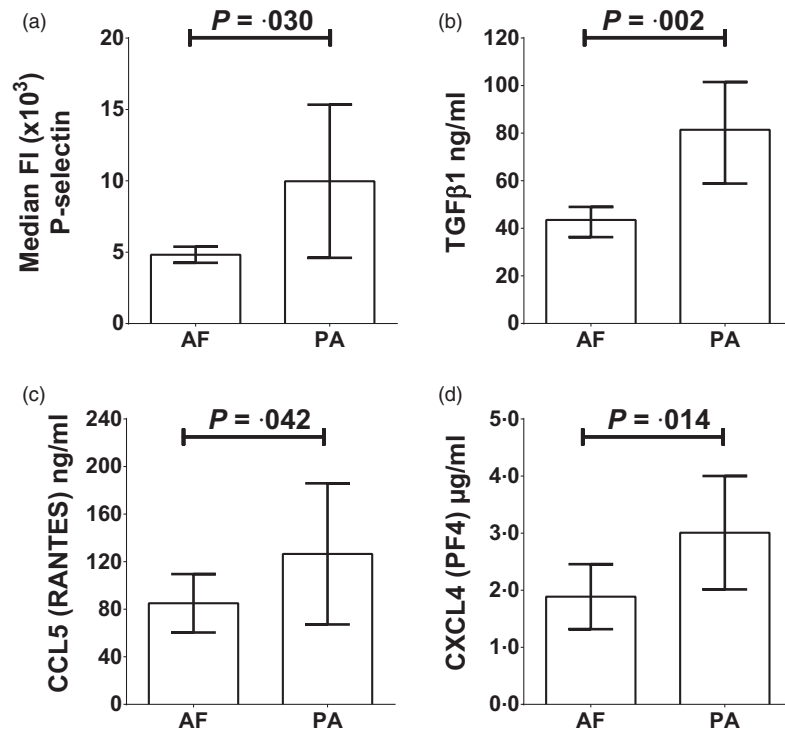 (a)
P = ·030
20
15
10
5
0
Median FI (x10³)
P-selectin
AF PA
(b)
P = ·002
120
100
80
60
40
20
0
TGFβ1 ng/ml
AF PA
(c)
P = ·042
240
200
160
120
80
40
0
CCL5 (RANTES) ng/ml
AF PA
(d)
P = ·014
5·0
4·0
3·0
2·0
1·0
0·0
CXCL4 (PF4) µg/ml
AF PA